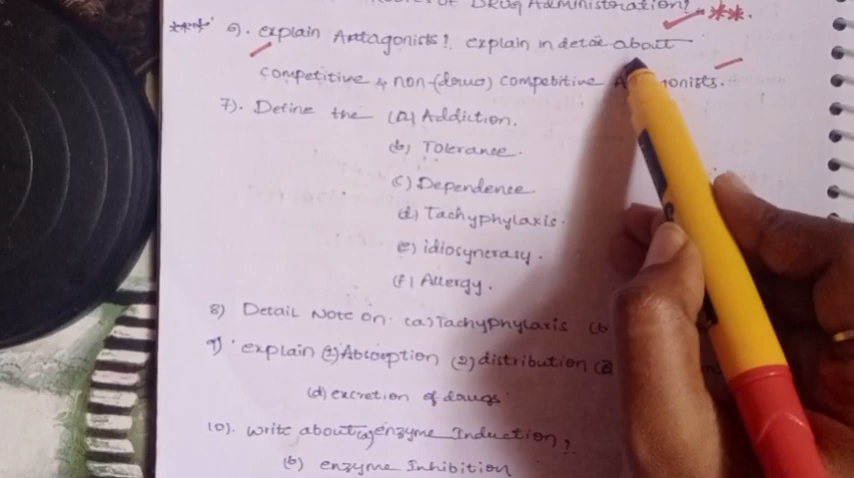 OF DRUG Administration? **.
*** 6). explain Antagonists? explain in detail about
competitive & non-(drug) competitive
7). Define the (a) Addiction.
(b) Tolerance.
(c) Dependence.
(d) Tachyphylaxis.
(e) idiosyncrasy.
(f) Allergy.
8) Detail Note on. (a) Tachyphylaxis (b
9) explain (1) Absorption (2) distribution (3
(d) excretion of drugs
10). write about (a) enzyme Induction,
(b) enzyme Inhibition